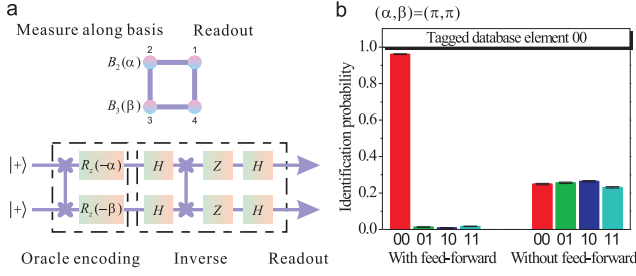 a
Measure along basis Readout
2 1
B₂(α)
B₃(β)
3 4
|+⟩ R_z(-α) H Z H
|+⟩ R_z(-β) H Z H
Oracle encoding Inverse Readout
b
(α,β)=(π,π)
Tagged database element 00
Identification probability
1.0
0.8
0.6
0.4
0.2
0.0
00 01 10 11 00 01 10 11
With feed-forward Without feed-forward